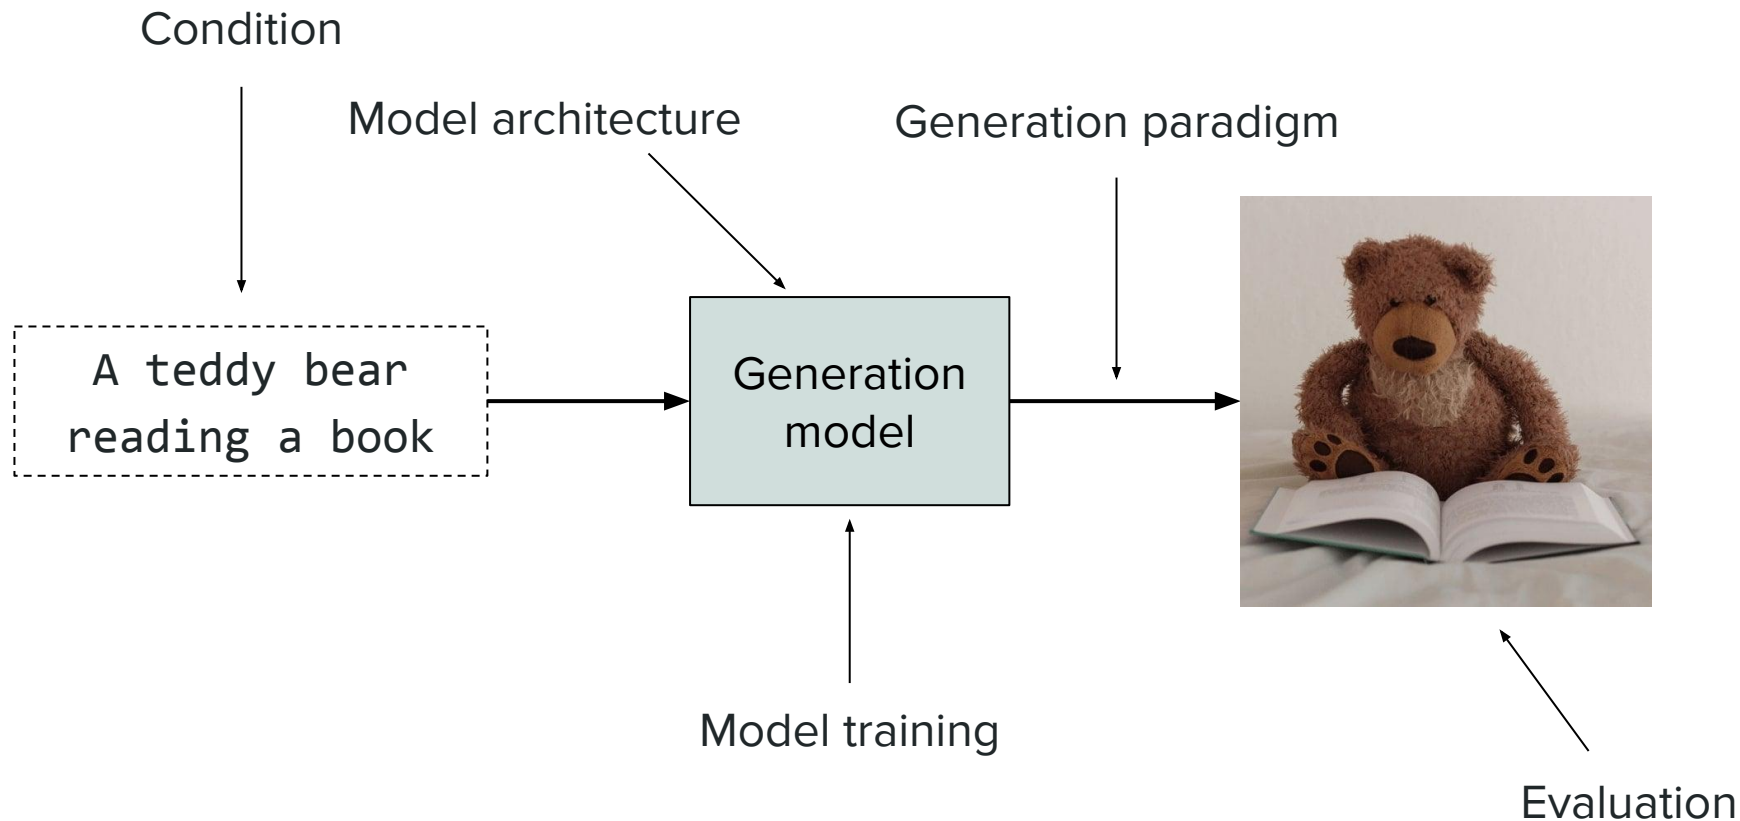 Condition
Model architecture
Generation paradigm
A teddy bear
reading a book
Generation
model
Model training
Evaluation